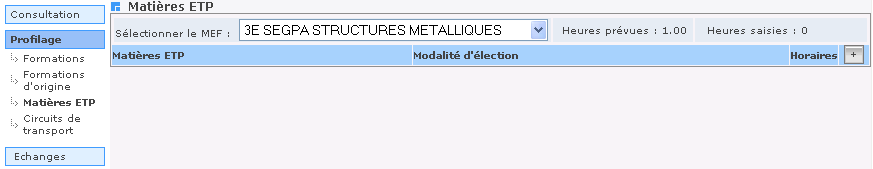 Consultation
Profilage
Formations
Formations
d'origine
Matières ETP
Circuits de
transport
Echanges
Matières ETP
Sélectionner le MEF : 3E SEGPA STRUCTURES METALLIQUES Heures prévues : 1.00 Heures saisies : 0
Matières ETP Modalité d'élection Horaires +